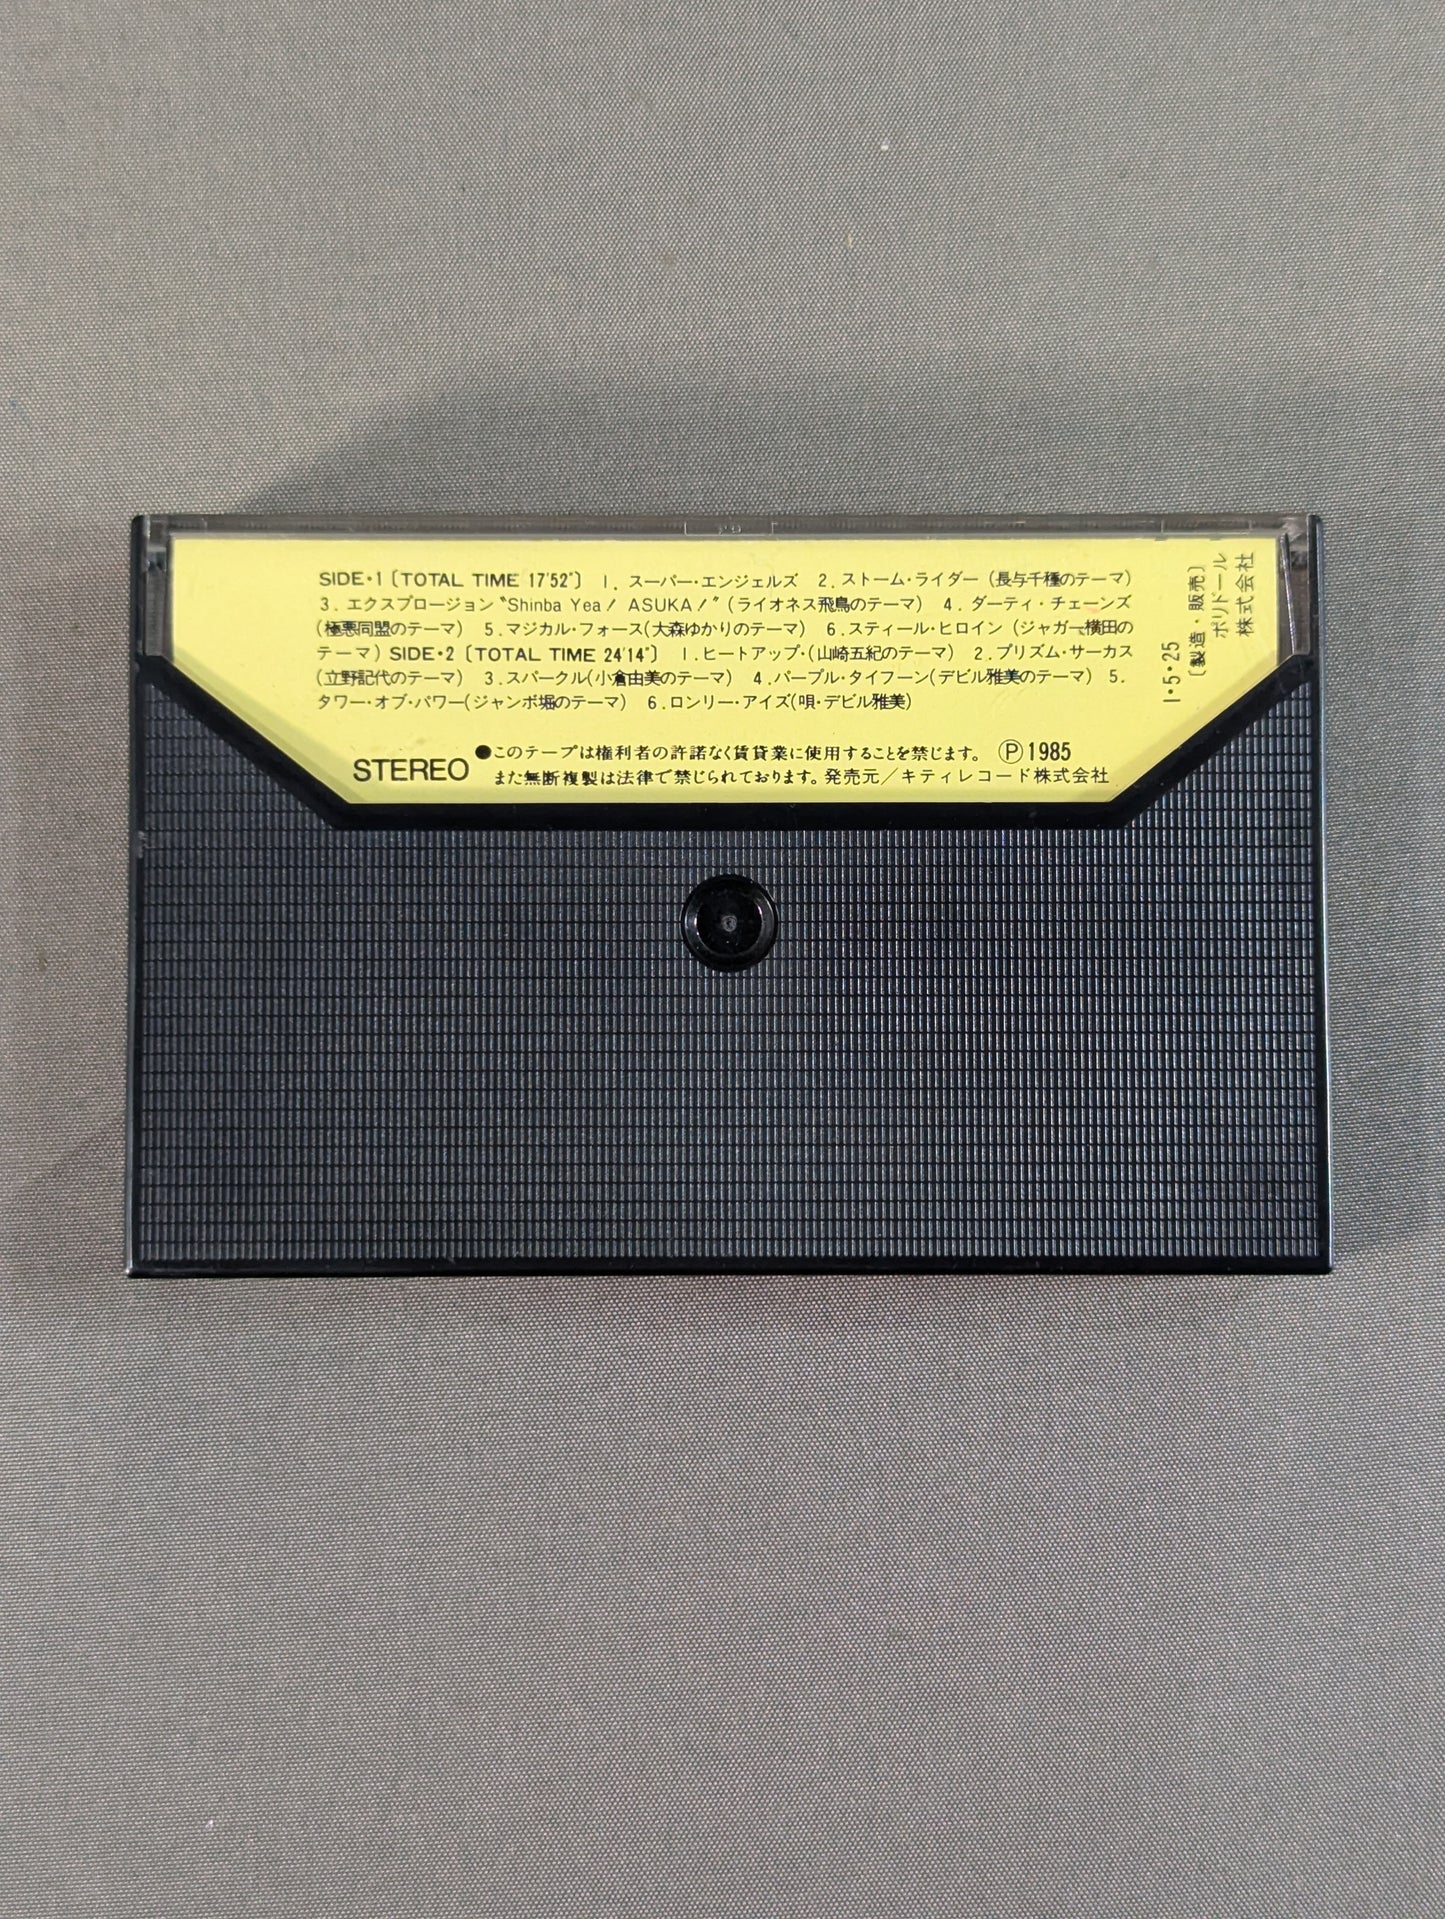 SIDE・1〔TOTAL TIME 17'52"〕 1. スーパー・エンジェルズ 2. ストーム・ライダー (長与千種のテーマ)
3. エクスプロージョン〝Shinba Yea! ASUKA!〞(ライオネス飛鳥のテーマ) 4. ダーティ・チェーンズ
(極悪同盟のテーマ) 5.マジカル・フォース(大森ゆかりのテーマ) 6.スティール・ヒロイン (ジャガー横田の
テーマ) SIDE・2〔TOTAL TIME 24'14"〕 1.ヒートアップ・(山崎五紀のテーマ) 2.プリズム・サーカス
(立野記代のテーマ) 3.スパークル(小倉由美のテーマ) 4.パープル・タイフーン(デビル雅美のテーマ) 5.
タワー・オブ・パワー(ジャンボ堀のテーマ) 6.ロンリー・アイズ(唄・デビル雅美)
STEREO
●このテープは権利者の許諾なく賃貸業に使用することを禁じます。 Ⓟ1985
また無断複製は法律で禁じられております。発売元/キティレコード株式会社
1・5・25
〔製造・販売〕
ポリドール
株式会社